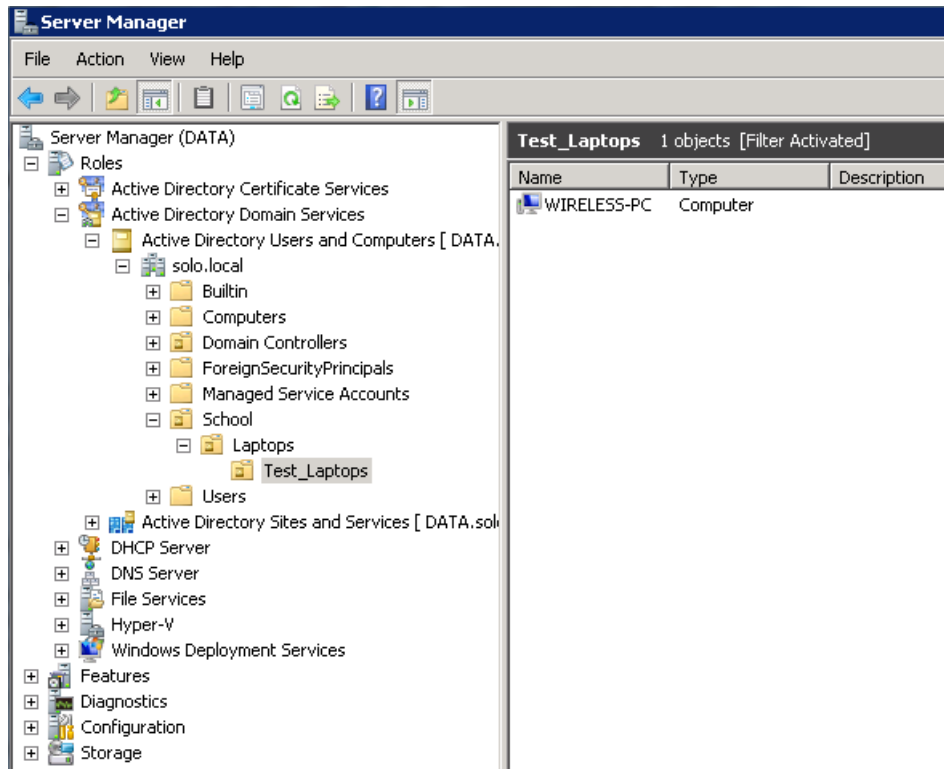 Server Manager
File Action View Help
Server Manager (DATA)
Roles
Active Directory Certificate Services
Active Directory Domain Services
Active Directory Users and Computers [ DATA.
solo.local
Builtin
Computers
Domain Controllers
ForeignSecurityPrincipals
Managed Service Accounts
School
Laptops
Test_Laptops
Users
Active Directory Sites and Services [ DATA.sol
DHCP Server
DNS Server
File Services
Hyper-V
Windows Deployment Services
Features
Diagnostics
Configuration
Storage
Test_Laptops 1 objects [Filter Activated]
Name Type Description
WIRELESS-PC Computer